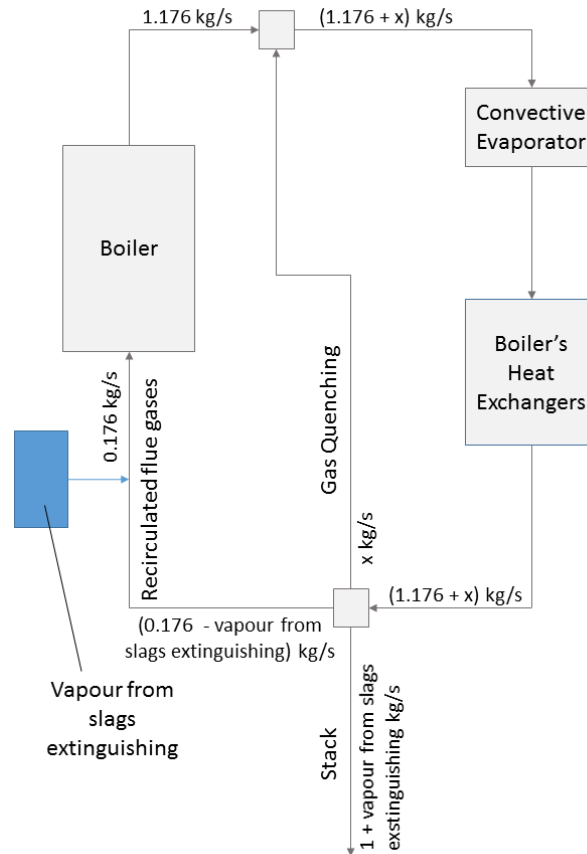 1.176 kg/s
(1.176 + x) kg/s
Convective
Evaporator
Boiler
Boiler's
Heat
Exchangers
0.176 kg/s
Recirculated flue gases
Gas Quenching
x kg/s
(1.176 + x) kg/s
(0.176 - vapour from
slags extinguishing) kg/s
Vapour from
slags
extinguishing
Stack
1 + vapour from slags
exstinguishing kg/s